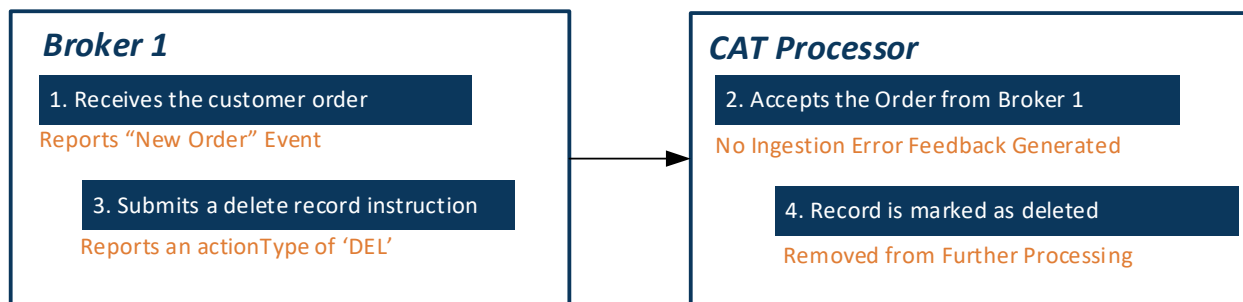 Broker 1
1. Receives the customer order
Reports “New Order” Event
3. Submits a delete record instruction
Reports an actionType of ‘DEL’
CAT Processor
2. Accepts the Order from Broker 1
No Ingestion Error Feedback Generated
4. Record is marked as deleted
Removed from Further Processing